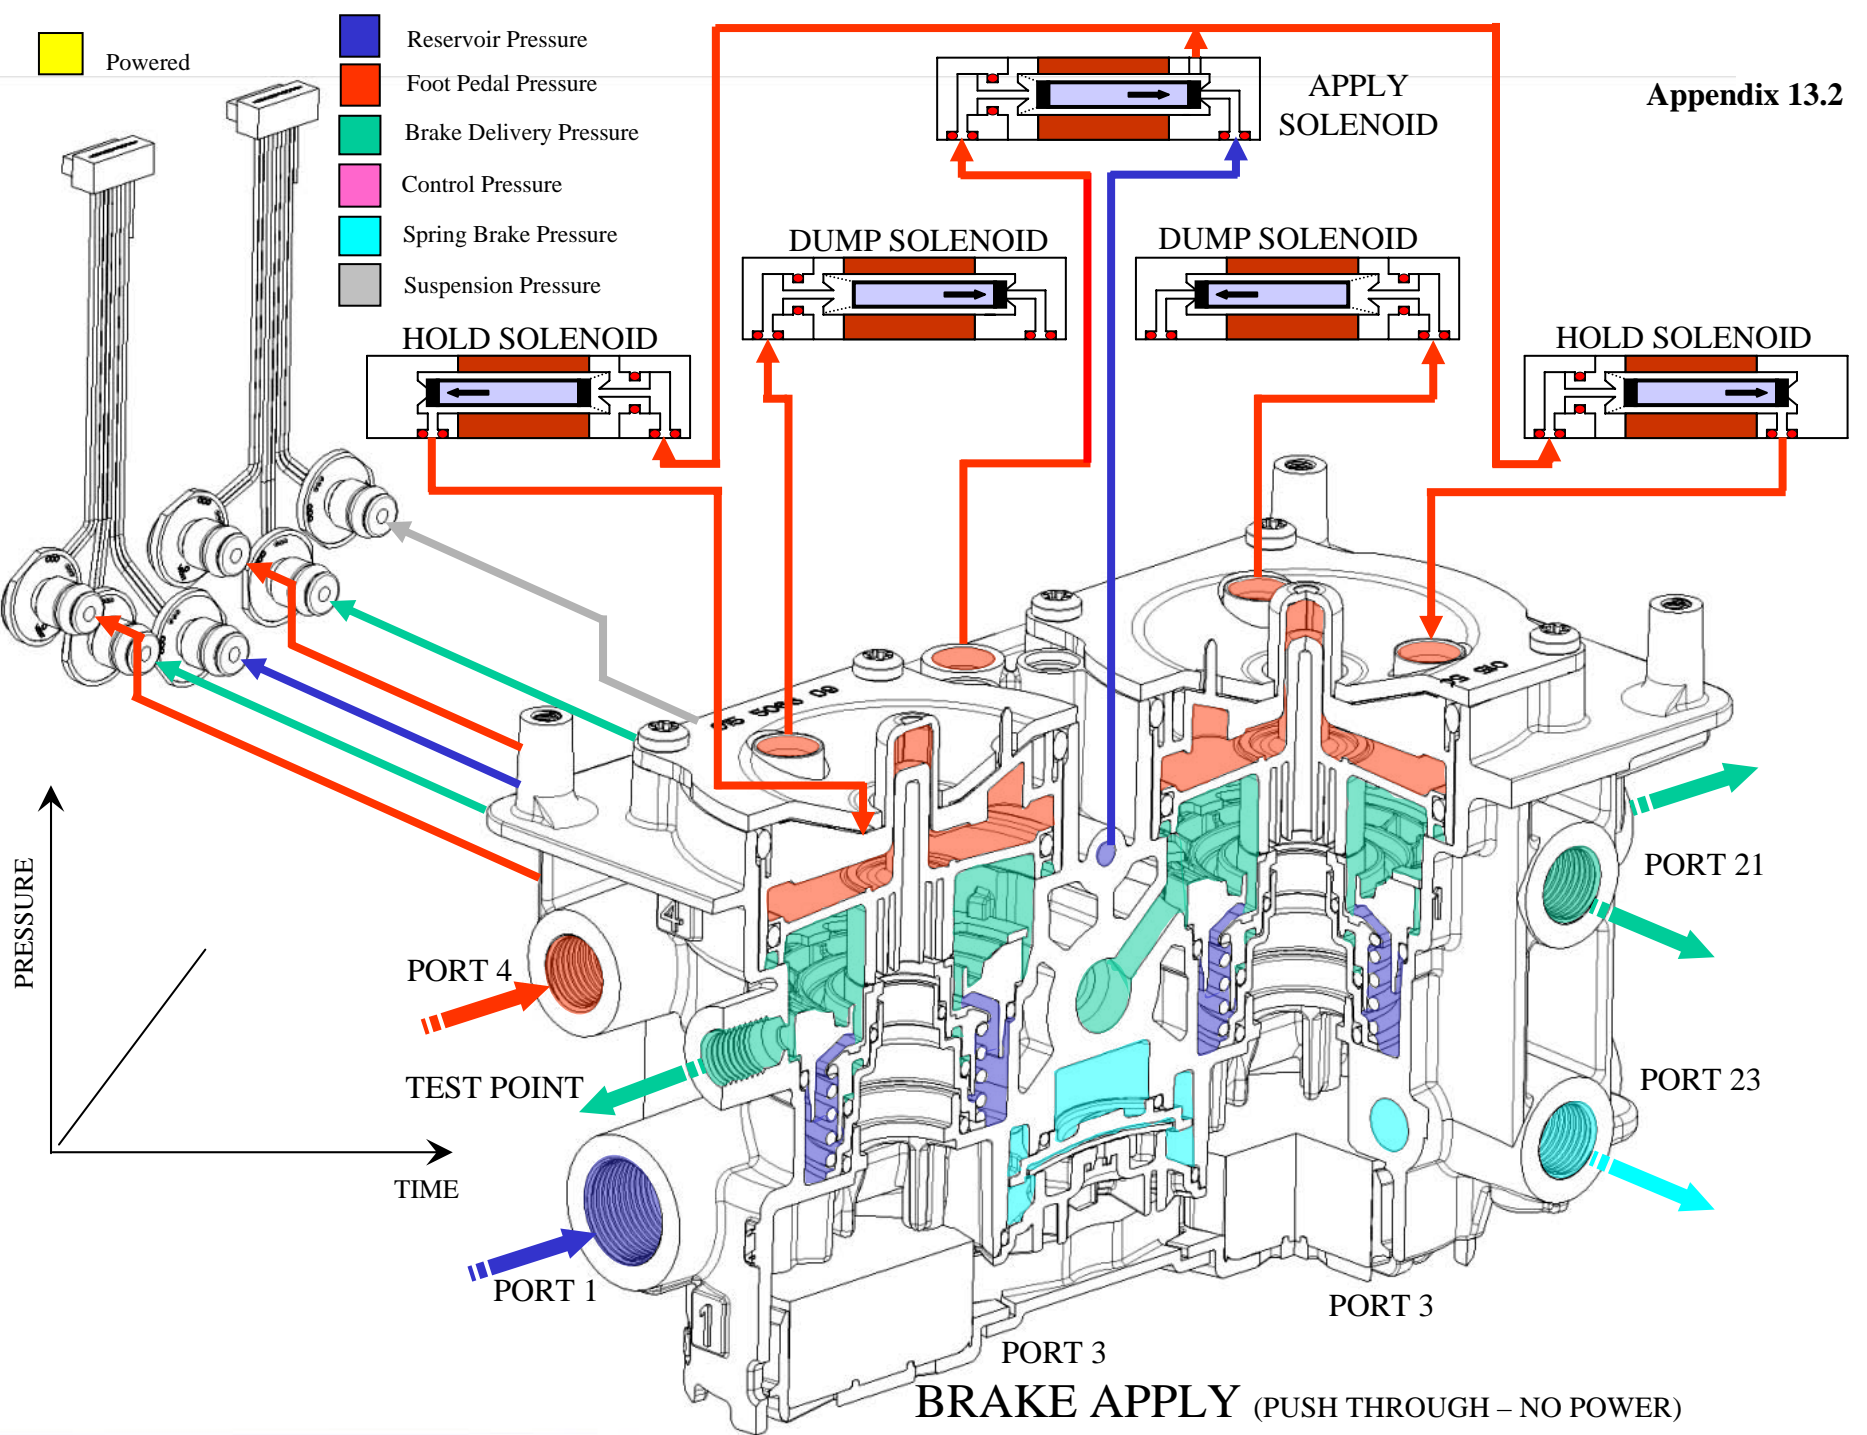 Powered
Reservoir Pressure
Foot Pedal Pressure
Brake Delivery Pressure
Control Pressure
Spring Brake Pressure
Suspension Pressure
Appendix 13.2
APPLY
SOLENOID
DUMP SOLENOID
DUMP SOLENOID
HOLD SOLENOID
HOLD SOLENOID
PRESSURE
TIME
PORT 4
4
TEST POINT
PORT 1
1
PORT 21
PORT 23
PORT 3
PORT 3
BRAKE APPLY (PUSH THROUGH – NO POWER)